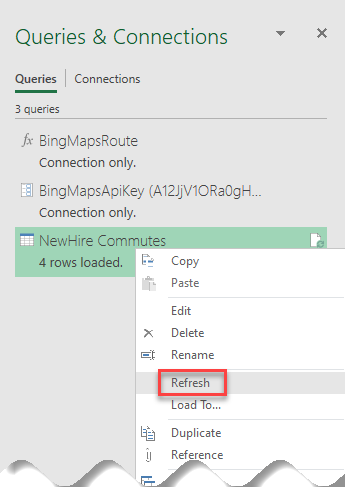 Queries & Connections
Queries
Connections
3 queries
fx BingMapsRoute
Connection only.
BingMapsApiKey (A12JjV1ORa0gH...
Connection only.
NewHire Commutes
4 rows loaded.
Copy
Paste
Edit
Delete
Rename
Refresh
Load To...
Duplicate
Reference